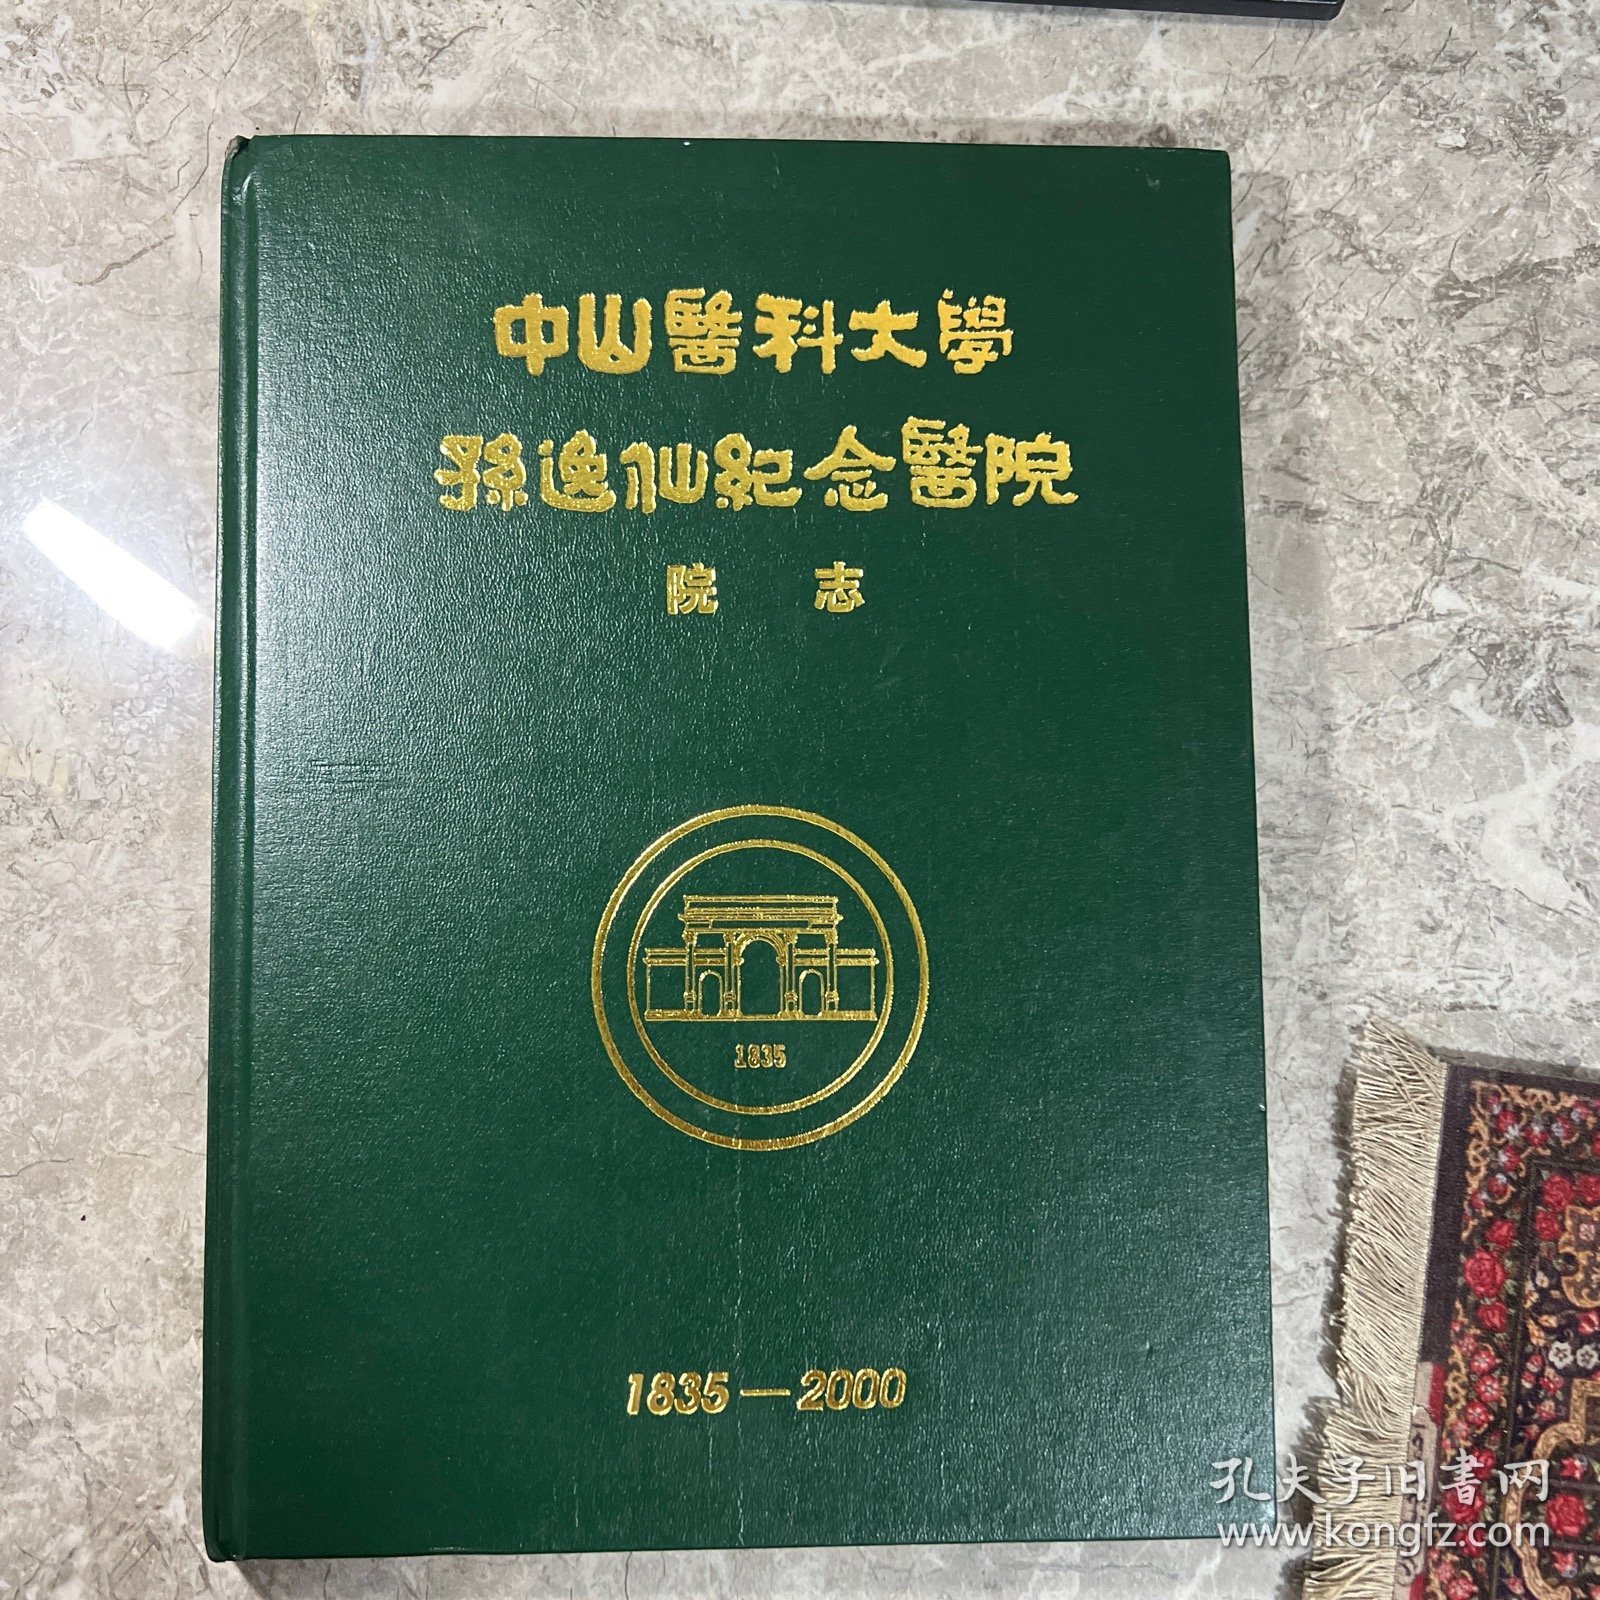 中山醫科大學
孫逸仙紀念醫院
院 志
1835
1835—2000
孔夫子旧书网
www.kongfz.com